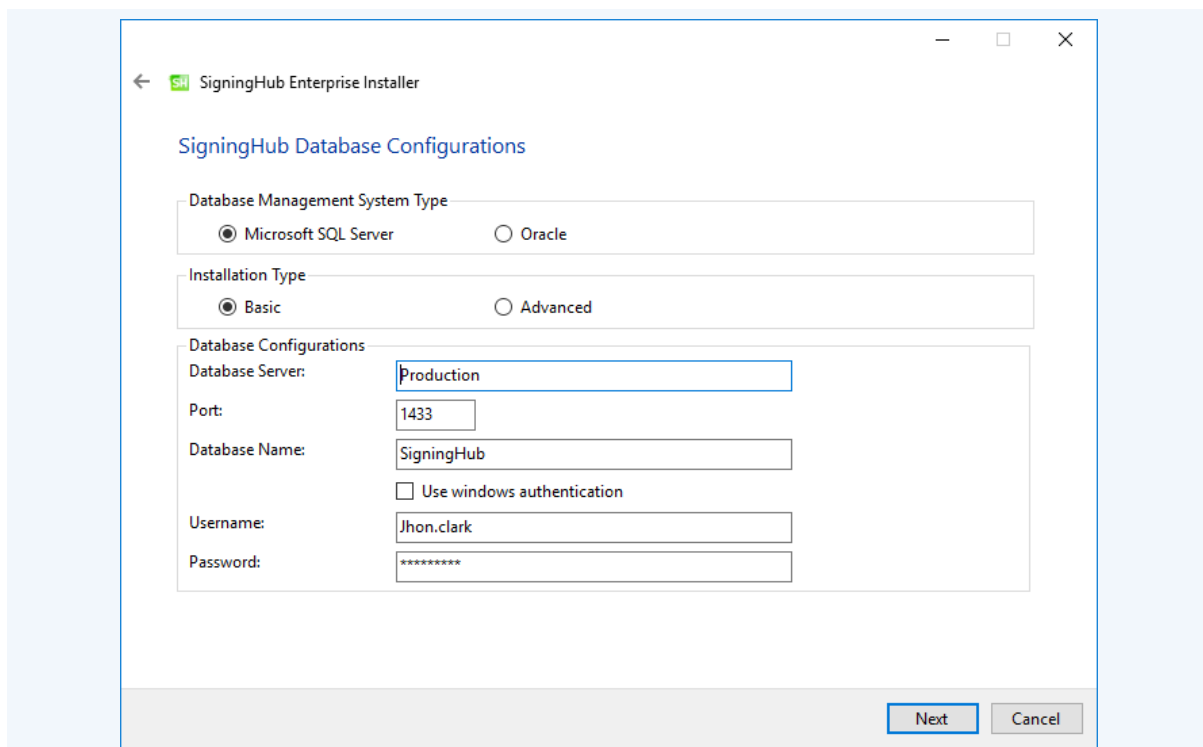 SH SigningHub Enterprise Installer
SigningHub Database Configurations
Database Management System Type
Microsoft SQL Server Oracle
Installation Type
Basic Advanced
Database Configurations
Database Server: Production
Port: 1433
Database Name: SigningHub
Use windows authentication
Username: Jhon.clark
Password: *********
Next Cancel